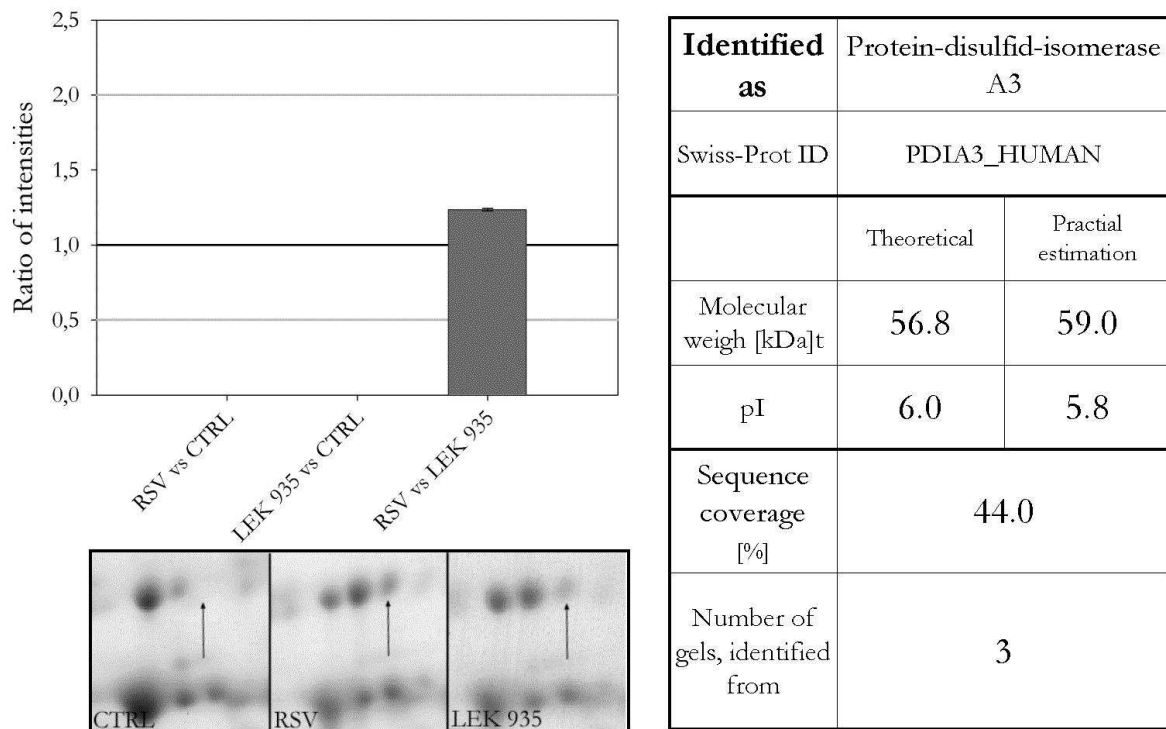 Ratio of intensities
2,5
2,0
1,5
1,0
0,5
0,0
RSV vs CTRL
LEK 935 vs CTRL
RSV vs LEK 935
CTRL
RSV
LEK 935
Identified
as
Protein-disulfid-isomerase
A3
Swiss-Prot ID
PDIA3_HUMAN
Theoretical
Practial
estimation
Molecular
weigh [kDa]t
56.8
59.0
pI
6.0
5.8
Sequence
coverage
[%]
44.0
Number of
gels, identified
from
3